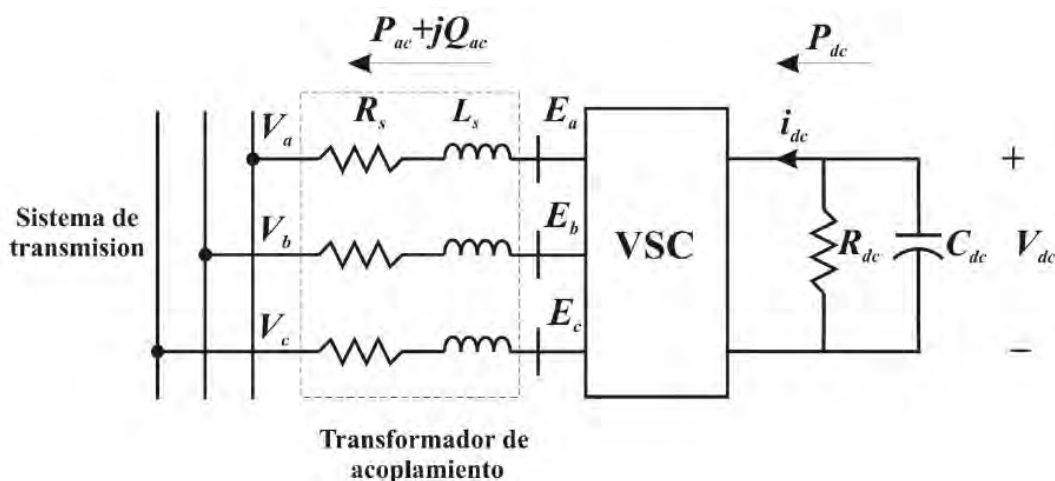 P_ac+jQ_ac
P_dc
R_s
L_s
E_a
V_a
i_dc
+
Sistema de
transmision
V_b
E_b
VSC
R_dc
C_dc
V_dc
V_c
E_c
−
Transformador de
acoplamiento